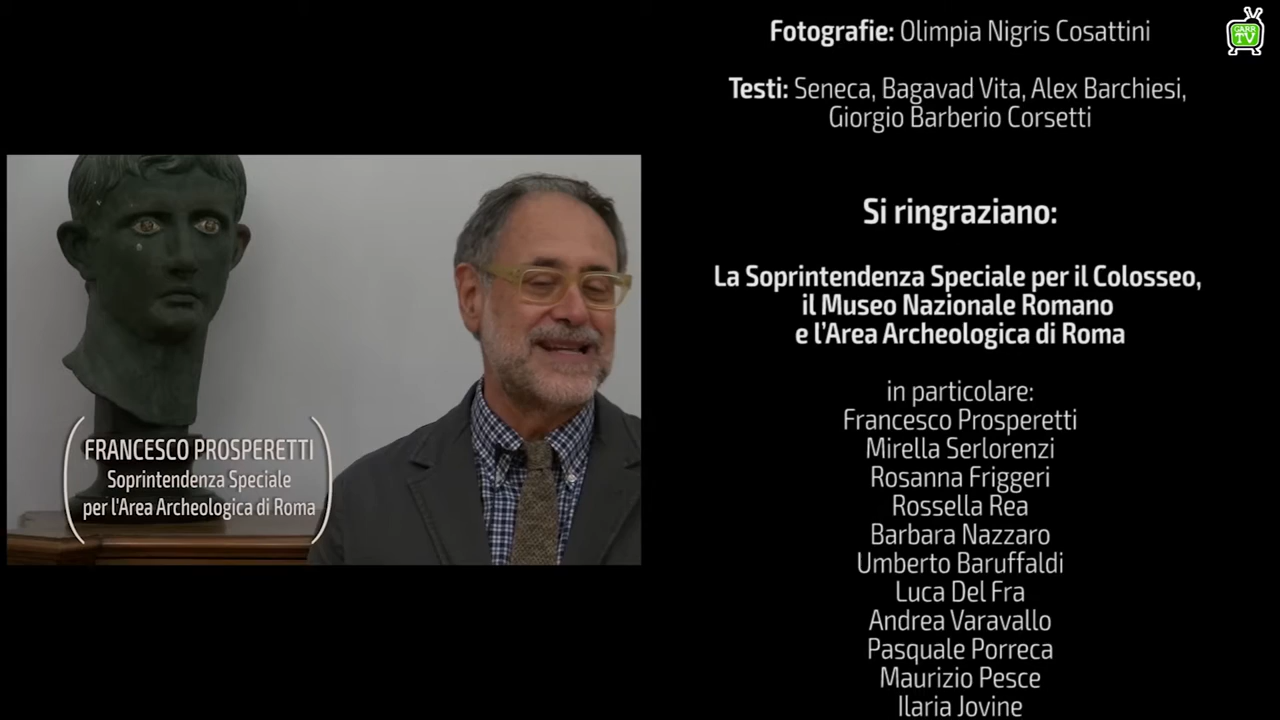 GARR
TV
Fotografie: Olimpia Nigris Cosattini
Testi: Seneca, Bagavad Vita, Alex Barchiesi,
Giorgio Barberio Corsetti
Si ringraziano:
La Soprintendenza Speciale per il Colosseo,
il Museo Nazionale Romano
e l'Area Archeologica di Roma
in particolare:
Francesco Prosperetti
Mirella Serlorenzi
Rosanna Friggeri
Rossella Rea
Barbara Nazzaro
Umberto Baruffaldi
Luca Del Fra
Andrea Varavallo
Pasquale Porreca
Maurizio Pesce
Ilaria Jovine
FRANCESCO PROSPERETTI
Soprintendenza Speciale
per l'Area Archeologica di Roma